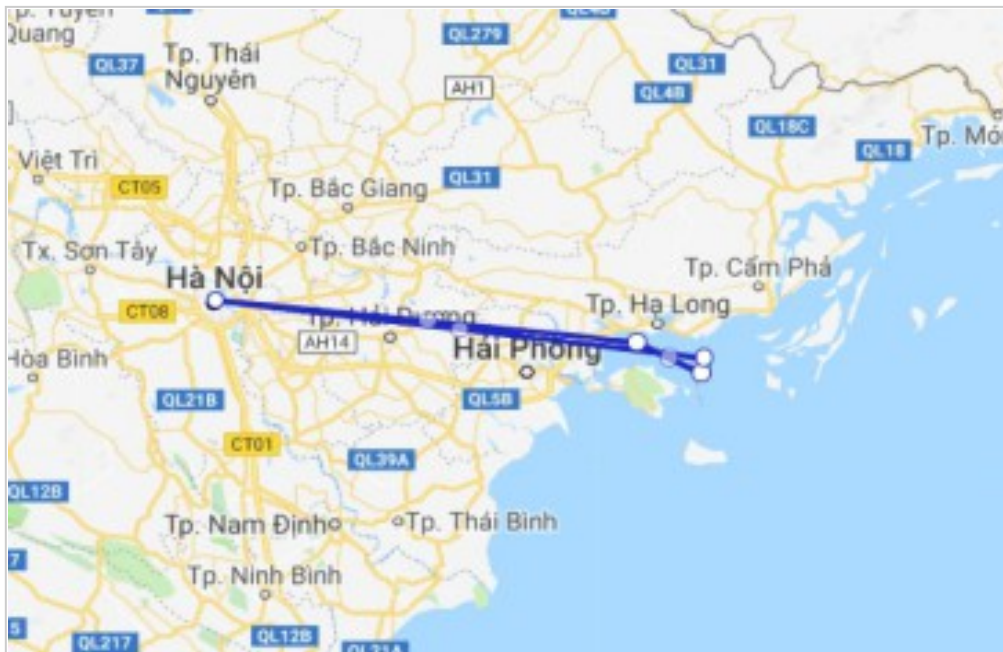 QL279
QL31
Quang
QL37
Tp. Thái
Nguyên
AH1
QL4B
QL18C
QL18
Việt Trì
CT05
QL31
Tp. Bắc Giang
Tx. Sơn Tây
Tp. Bắc Ninh
Hà Nội
Tp. Cẩm Phả
CT08
Tp. Hạ Long
AH14
Hải Phòng
Hòa Bình
QL21B
QL5B
CT01
QL39A
QL12B
Tp. Nam Định
Tp. Thái Bình
Tp. Ninh Bình
QL12B
QL217